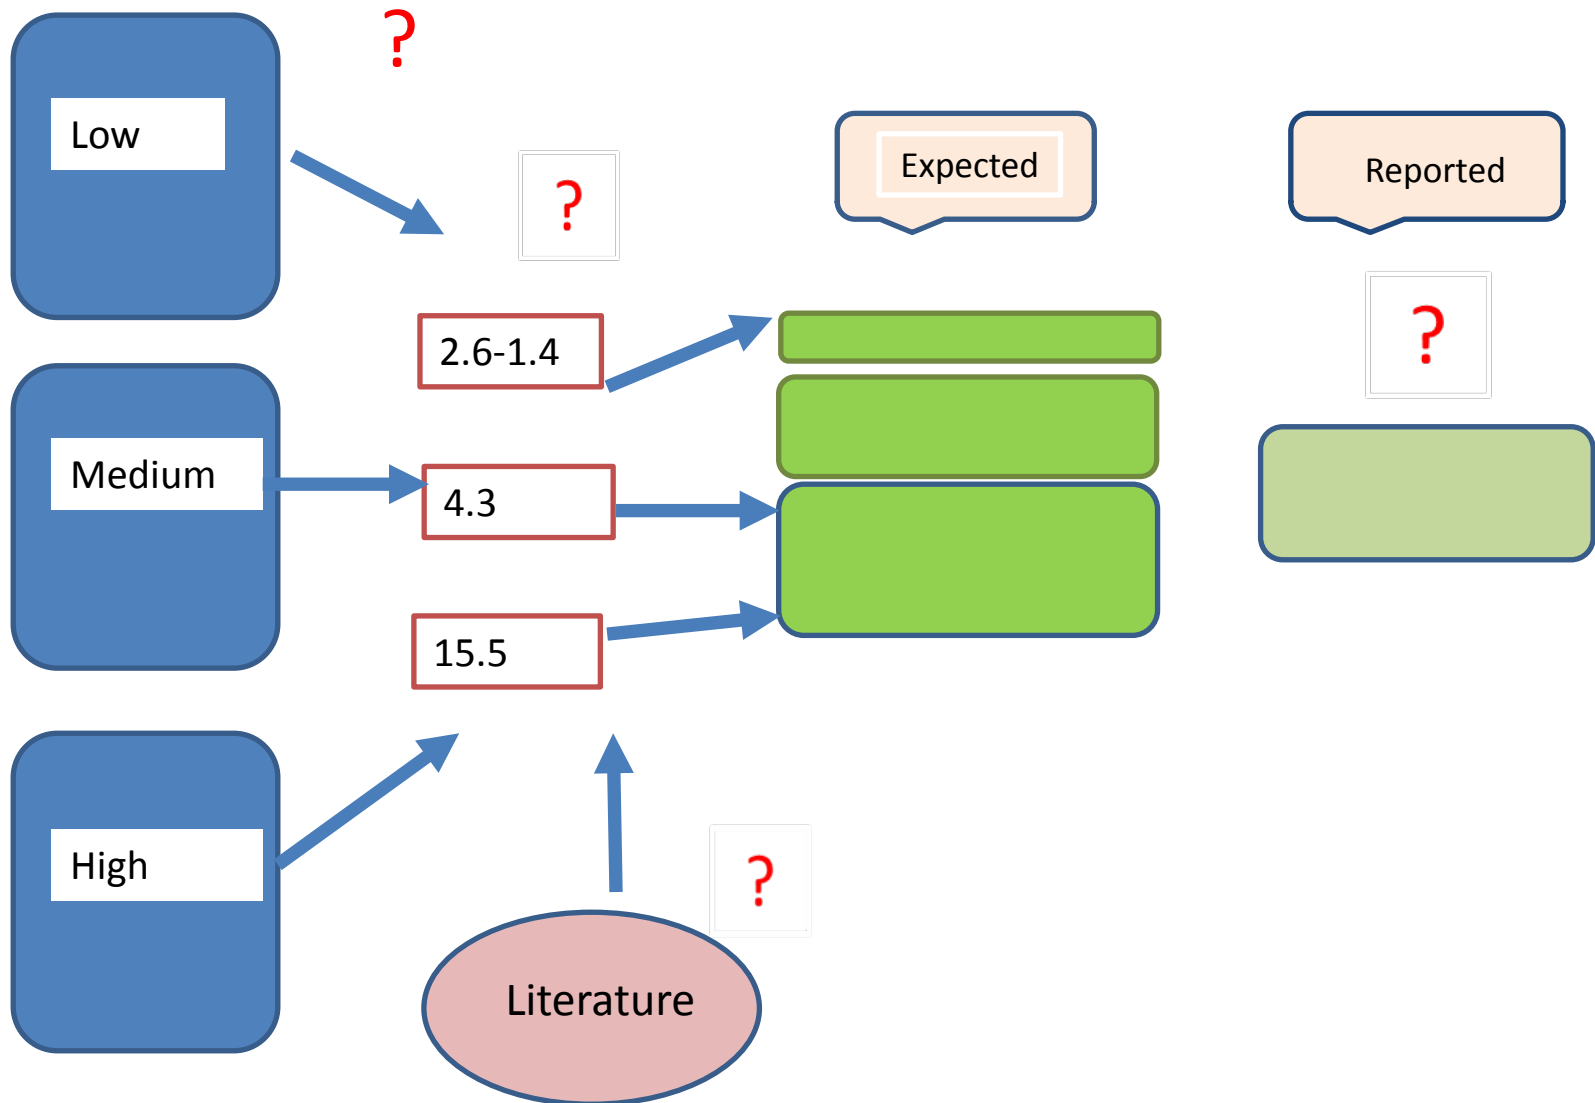 ?
Low
?
Expected
Reported
?
2.6-1.4
Medium
4.3
15.5
High
?
Literature